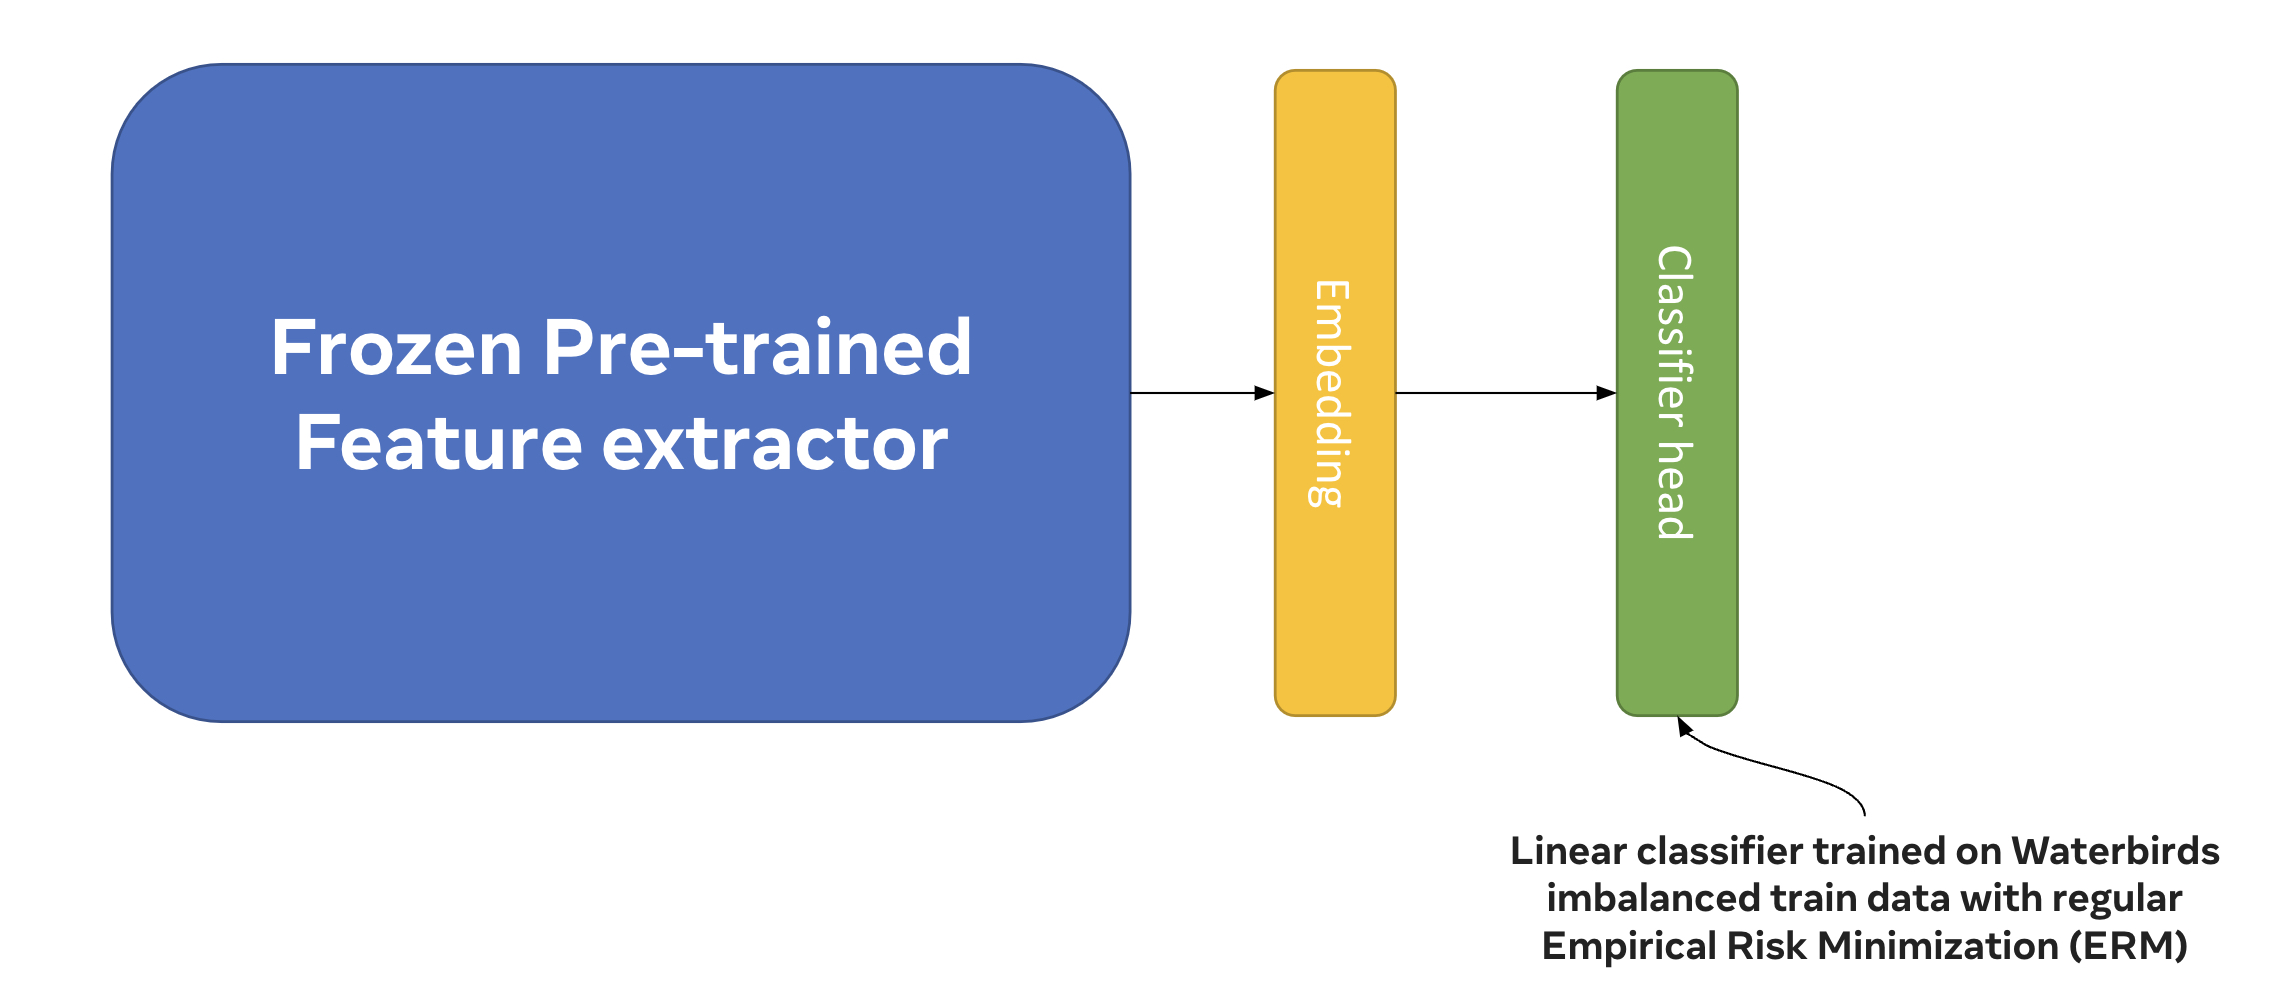 Frozen Pre-trained
Feature extractor
Embedding
Classifier head
Linear classifier trained on Waterbirds
imbalanced train data with regular
Empirical Risk Minimization (ERM)